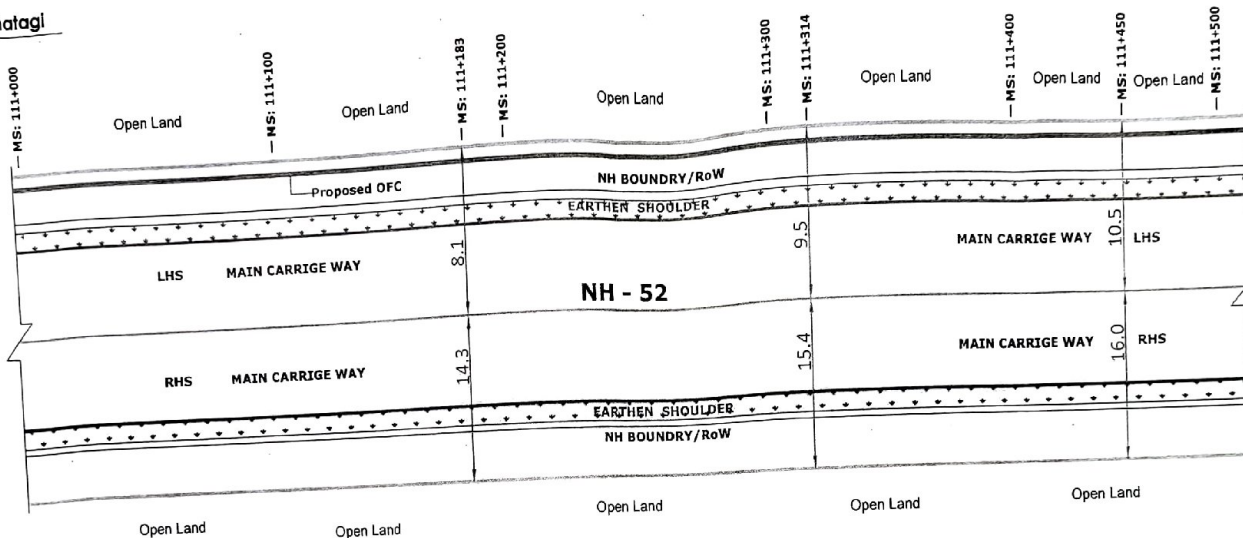 MS: 111+000
MS: 111+100
MS: 111+183
MS: 111+200
MS: 111+300
MS: 111+314
MS: 111+400
MS: 111+450
MS: 111+500
Open Land
Open Land
Open Land
Open Land
Open Land
Open Land
Proposed OFC
NH BOUNDRY/RoW
EARTHEN SHOULDER
LHS MAIN CARRIGE WAY
8.1
9.5
MAIN CARRIGE WAY
10.5
LHS
NH - 52
RHS MAIN CARRIGE WAY
14.3
15.4
MAIN CARRIGE WAY
16.0
RHS
EARTHEN SHOULDER
NH BOUNDRY/RoW
Open Land
Open Land
Open Land
Open Land
Open Land